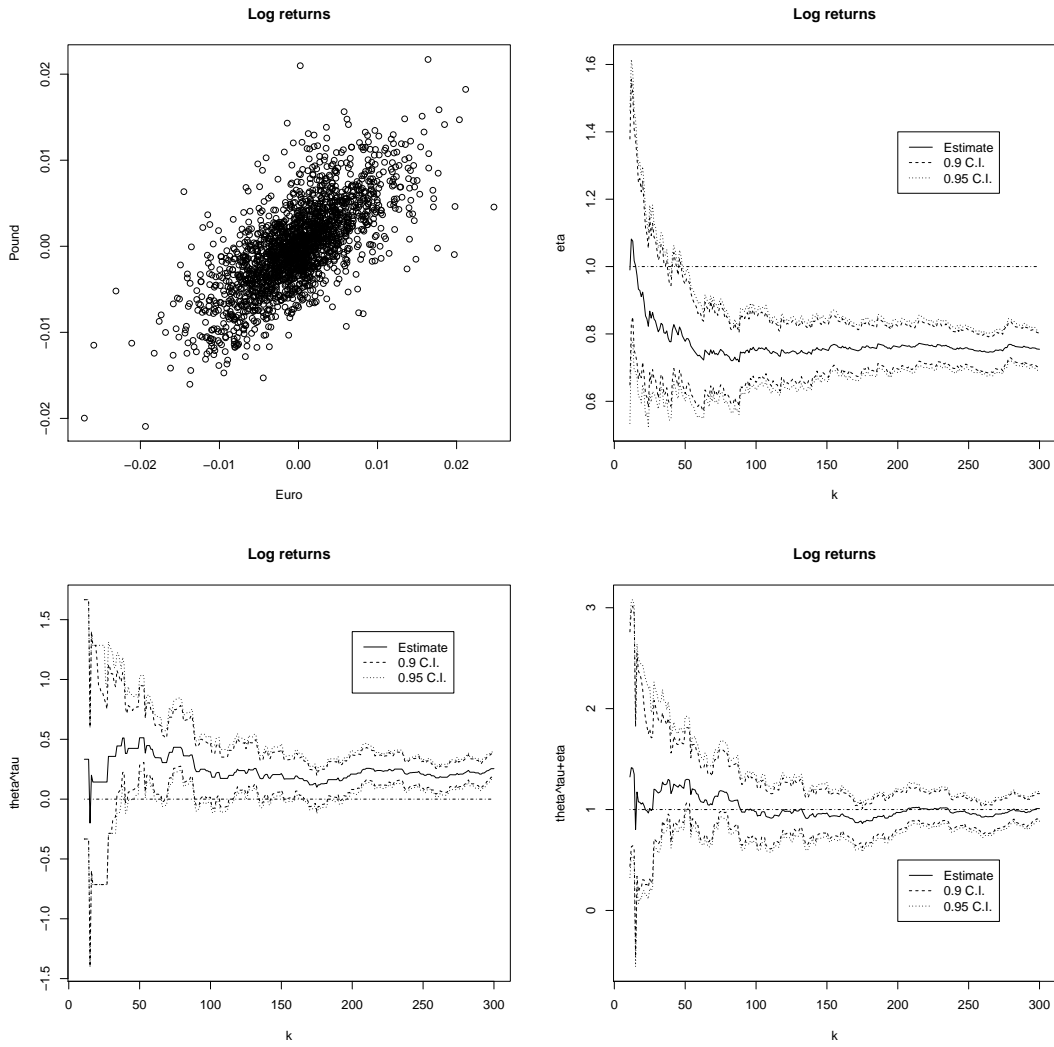 Log returns
Pound
0.02
0.01
0.00
−0.01
−0.02
−0.02
−0.01
0.00
0.01
0.02
Euro
Log returns
eta
1.6
1.4
1.2
1.0
0.8
0.6
Estimate
0.9 C.I.
0.95 C.I.
0
50
100
150
200
250
300
k
Log returns
theta^tau
1.5
1.0
0.5
0.0
−0.5
−1.0
−1.5
Estimate
0.9 C.I.
0.95 C.I.
0
50
100
150
200
250
300
k
Log returns
theta^tau+eta
3
2
1
0
Estimate
0.9 C.I.
0.95 C.I.
0
50
100
150
200
250
300
k